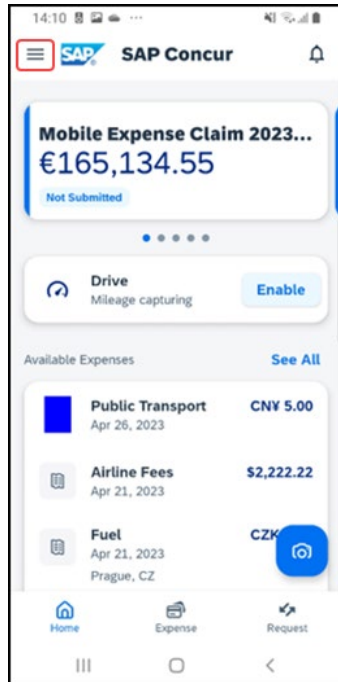 14:10
SAP SAP Concur
Mobile Expense Claim 2023...
€165,134.55
Not Submitted
Drive
Mileage capturing
Enable
Available Expenses
See All
Public Transport
CN¥ 5.00
Apr 26, 2023
Airline Fees
$2,222.22
Apr 21, 2023
Fuel
CZK
Apr 21, 2023
Prague, CZ
Home
Expense
Request